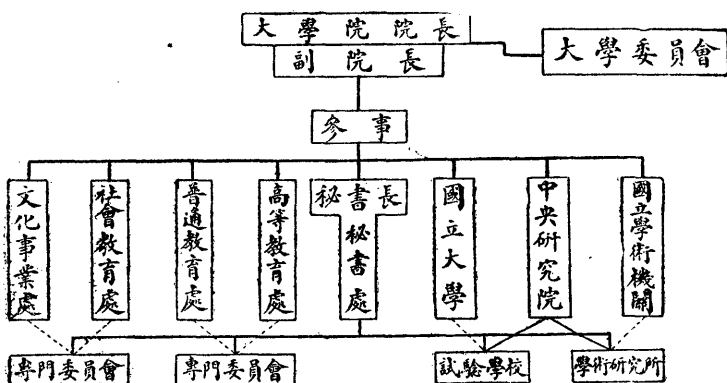 大學院院長
副院長
大學委員會
參事
文化事業處
社會教育處
普通教育處
高等教育處
秘書長
秘書處
國立大學
中央研究院
國立學術機關
專門委員會
專門委員會
試驗學校
學術研究所